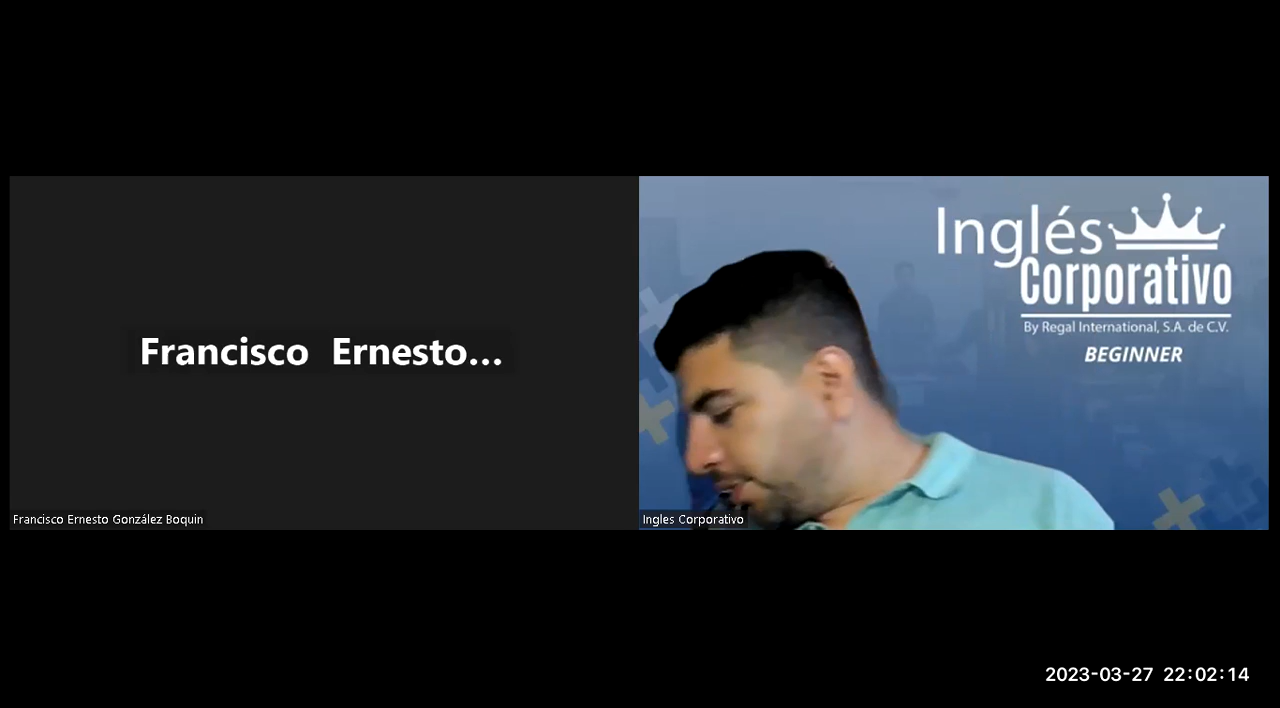 Francisco Ernesto...
Francisco Ernesto González Boquin
Inglés
Corporativo
By Regal International, S.A. de C.V.
BEGINNER
Ingles Corporativo
2023-03-27 22:02:14